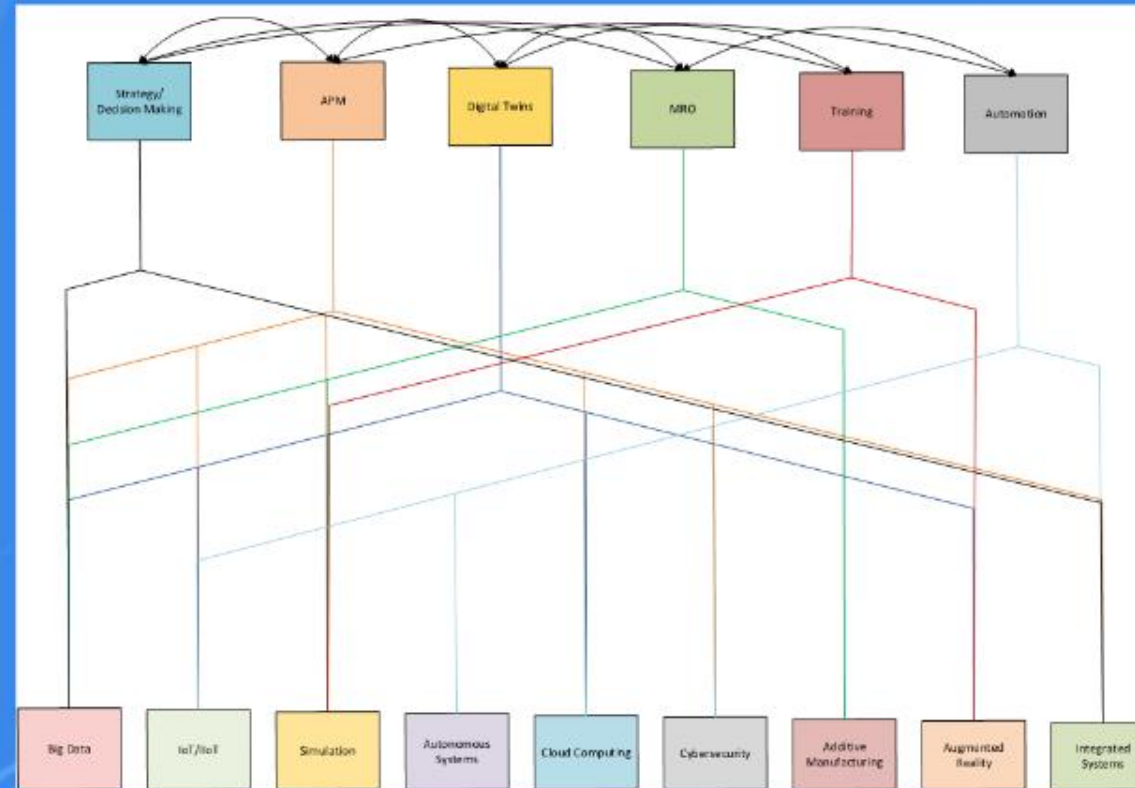 Strategy/
Decision Making
APM
Digital Twins
MRO
Training
Automation
Big Data
IoT/IIoT
Simulation
Autonomous
Systems
Cloud Computing
Cybersecurity
Additive
Manufacturing
Augmented
Reality
Integrated
Systems